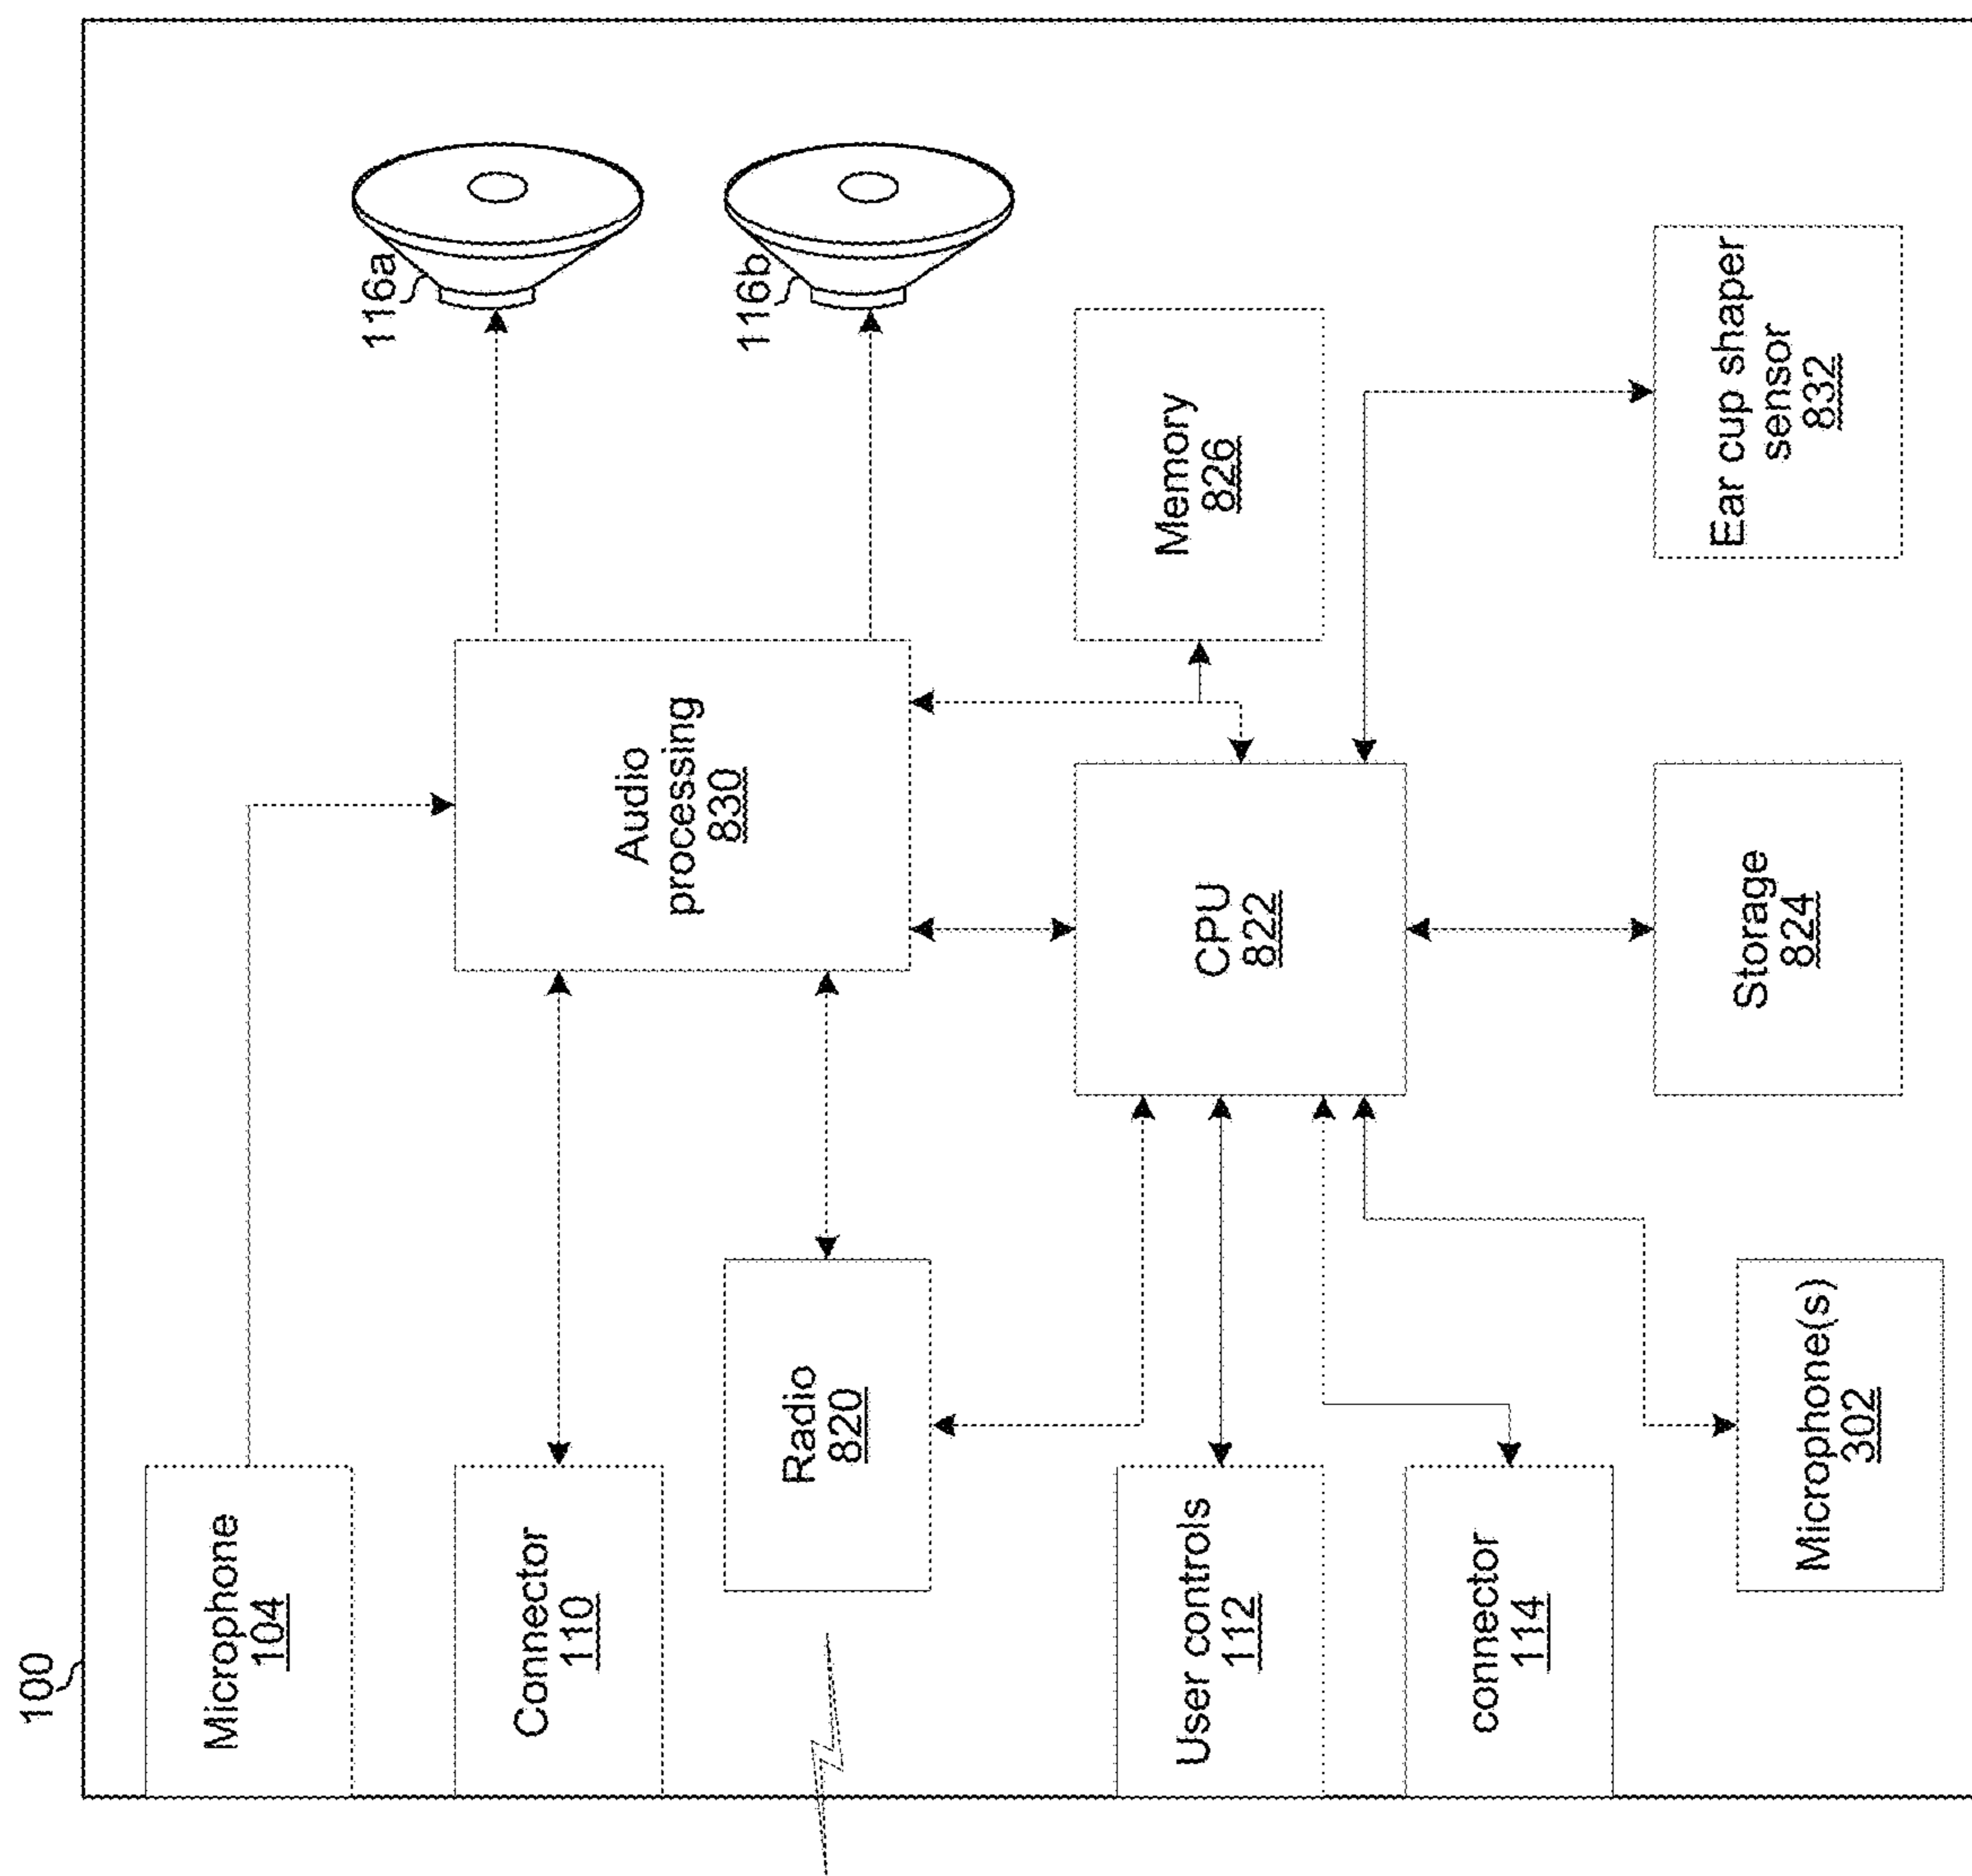 100
Microphone
104
Connector
110
Radio
820
User controls
112
connector
114
Microphone(s)
302
Audio
processing
830
CPU
822
Storage
824
116a
116b
Memory
826
Ear cup shaper
sensor
832